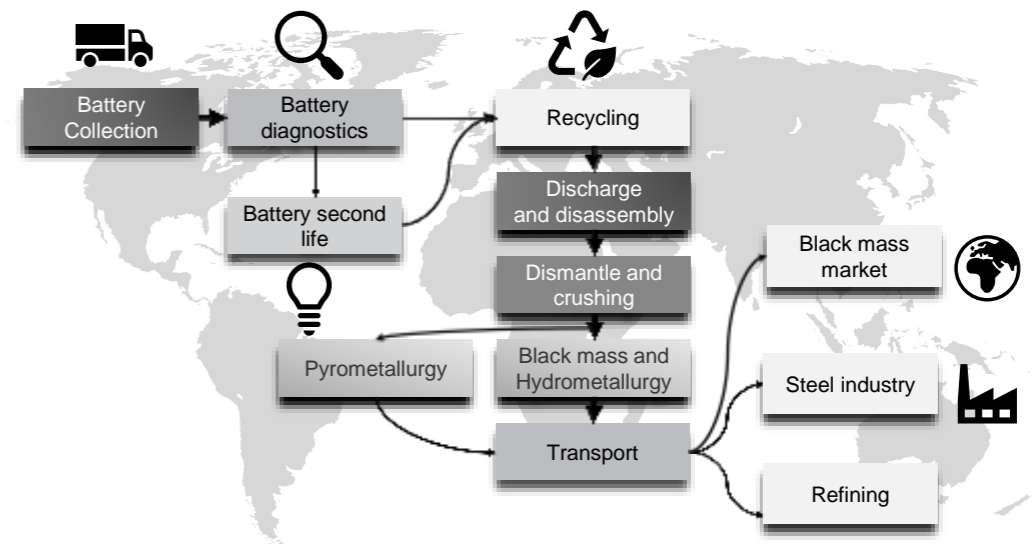 Battery
Collection
Battery
diagnostics
Recycling
Battery second
life
Discharge
and disassembly
Dismantle and
crushing
Black mass
market
Pyrometallurgy
Black mass and
Hydrometallurgy
Steel industry
Transport
Refining